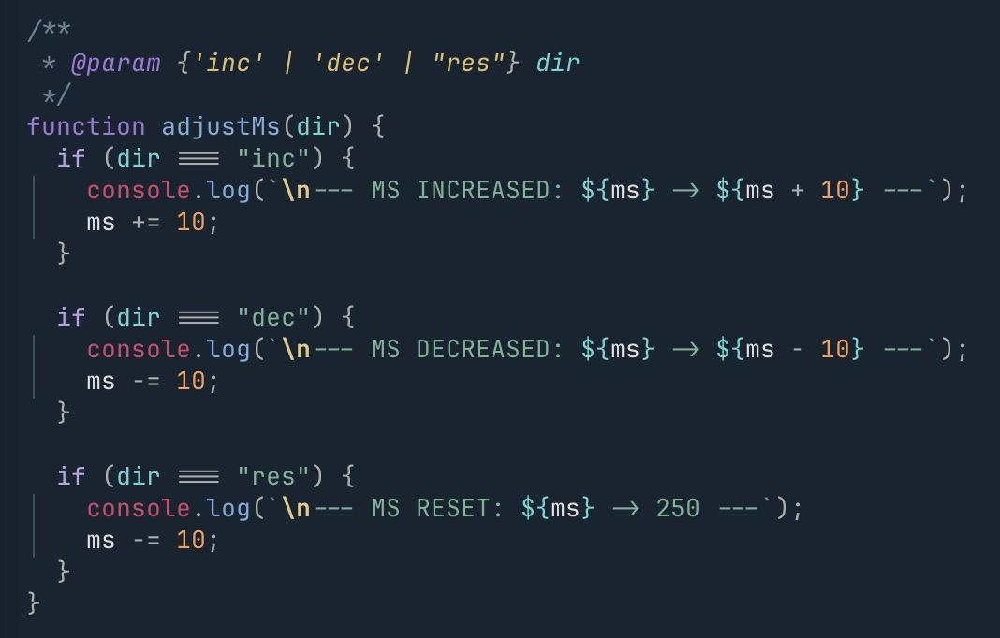 /**
 * @param {'inc' | 'dec' | "res"} dir
 */
function adjustMs(dir) {
  if (dir === "inc") {
    console.log(`\n--- MS INCREASED: ${ms} -> ${ms + 10} ---`);
    ms += 10;
  }

  if (dir === "dec") {
    console.log(`\n--- MS DECREASED: ${ms} -> ${ms - 10} ---`);
    ms -= 10;
  }

  if (dir === "res") {
    console.log(`\n--- MS RESET: ${ms} -> 250 ---`);
    ms -= 10;
  }
}